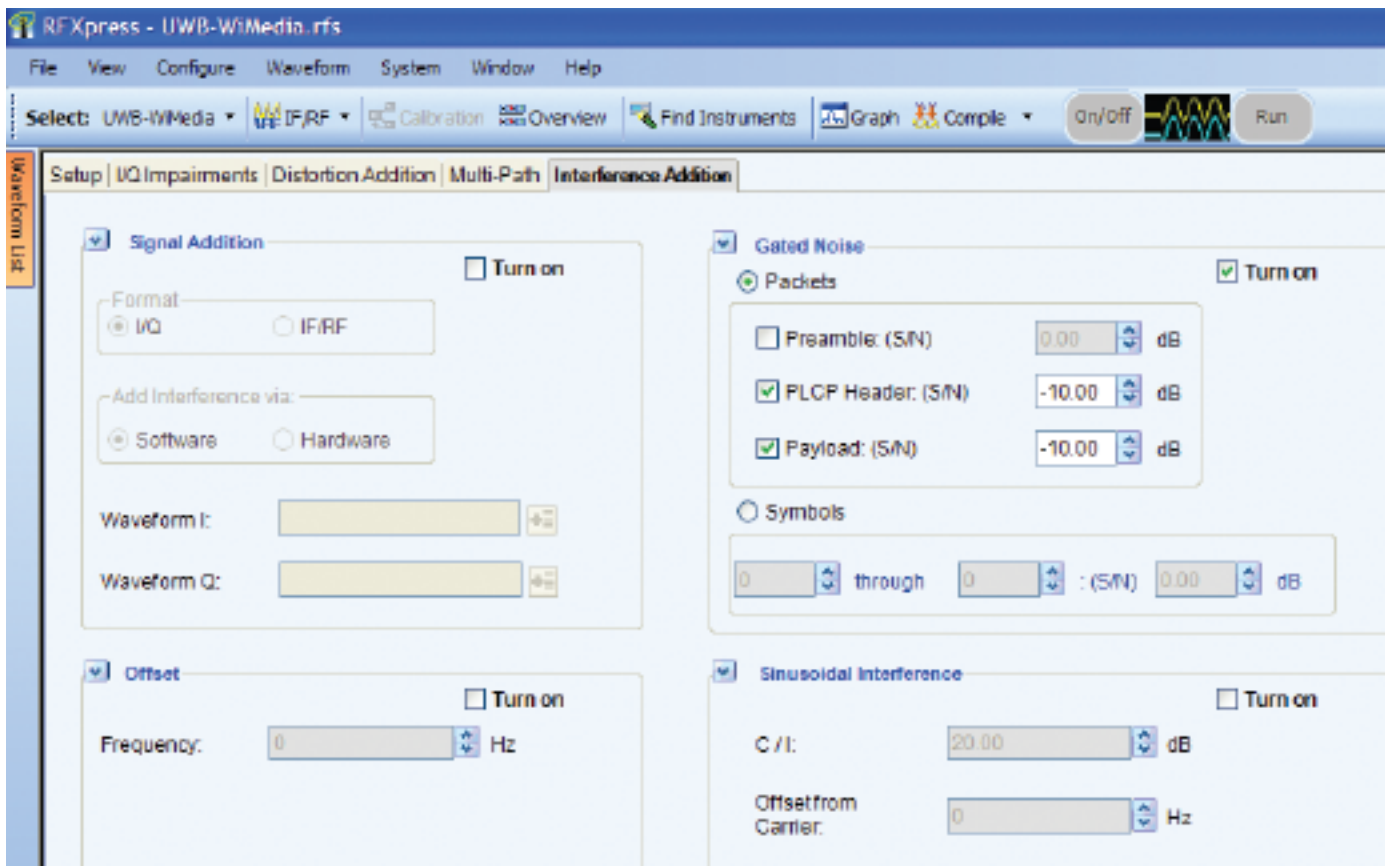 RFXpress - UWB-WiMedia.rfs
File View Configure Waveform System Window Help
Select: UWB-WiMedia IF/RF Calibration Overview Find Instruments Graph Compile On/Off Run
Waveform List
Setup I/Q Impairments Distortion Addition Multi-Path Interference Addition
Signal Addition
Turn on
Format
I/Q IF/RF
Add Interference via:
Software Hardware
Waveform I:
Waveform Q:
Gated Noise
Turn on
Packets
Preamble: (S/N) 0.00 dB
PLCP Header: (S/N) -10.00 dB
Payload: (S/N) -10.00 dB
Symbols
0 through 0 : (S/N) 0.00 dB
Offset
Turn on
Frequency: 0 Hz
Sinusoidal Interference
Turn on
C / I: 20.00 dB
Offset from
Carrier: 0 Hz